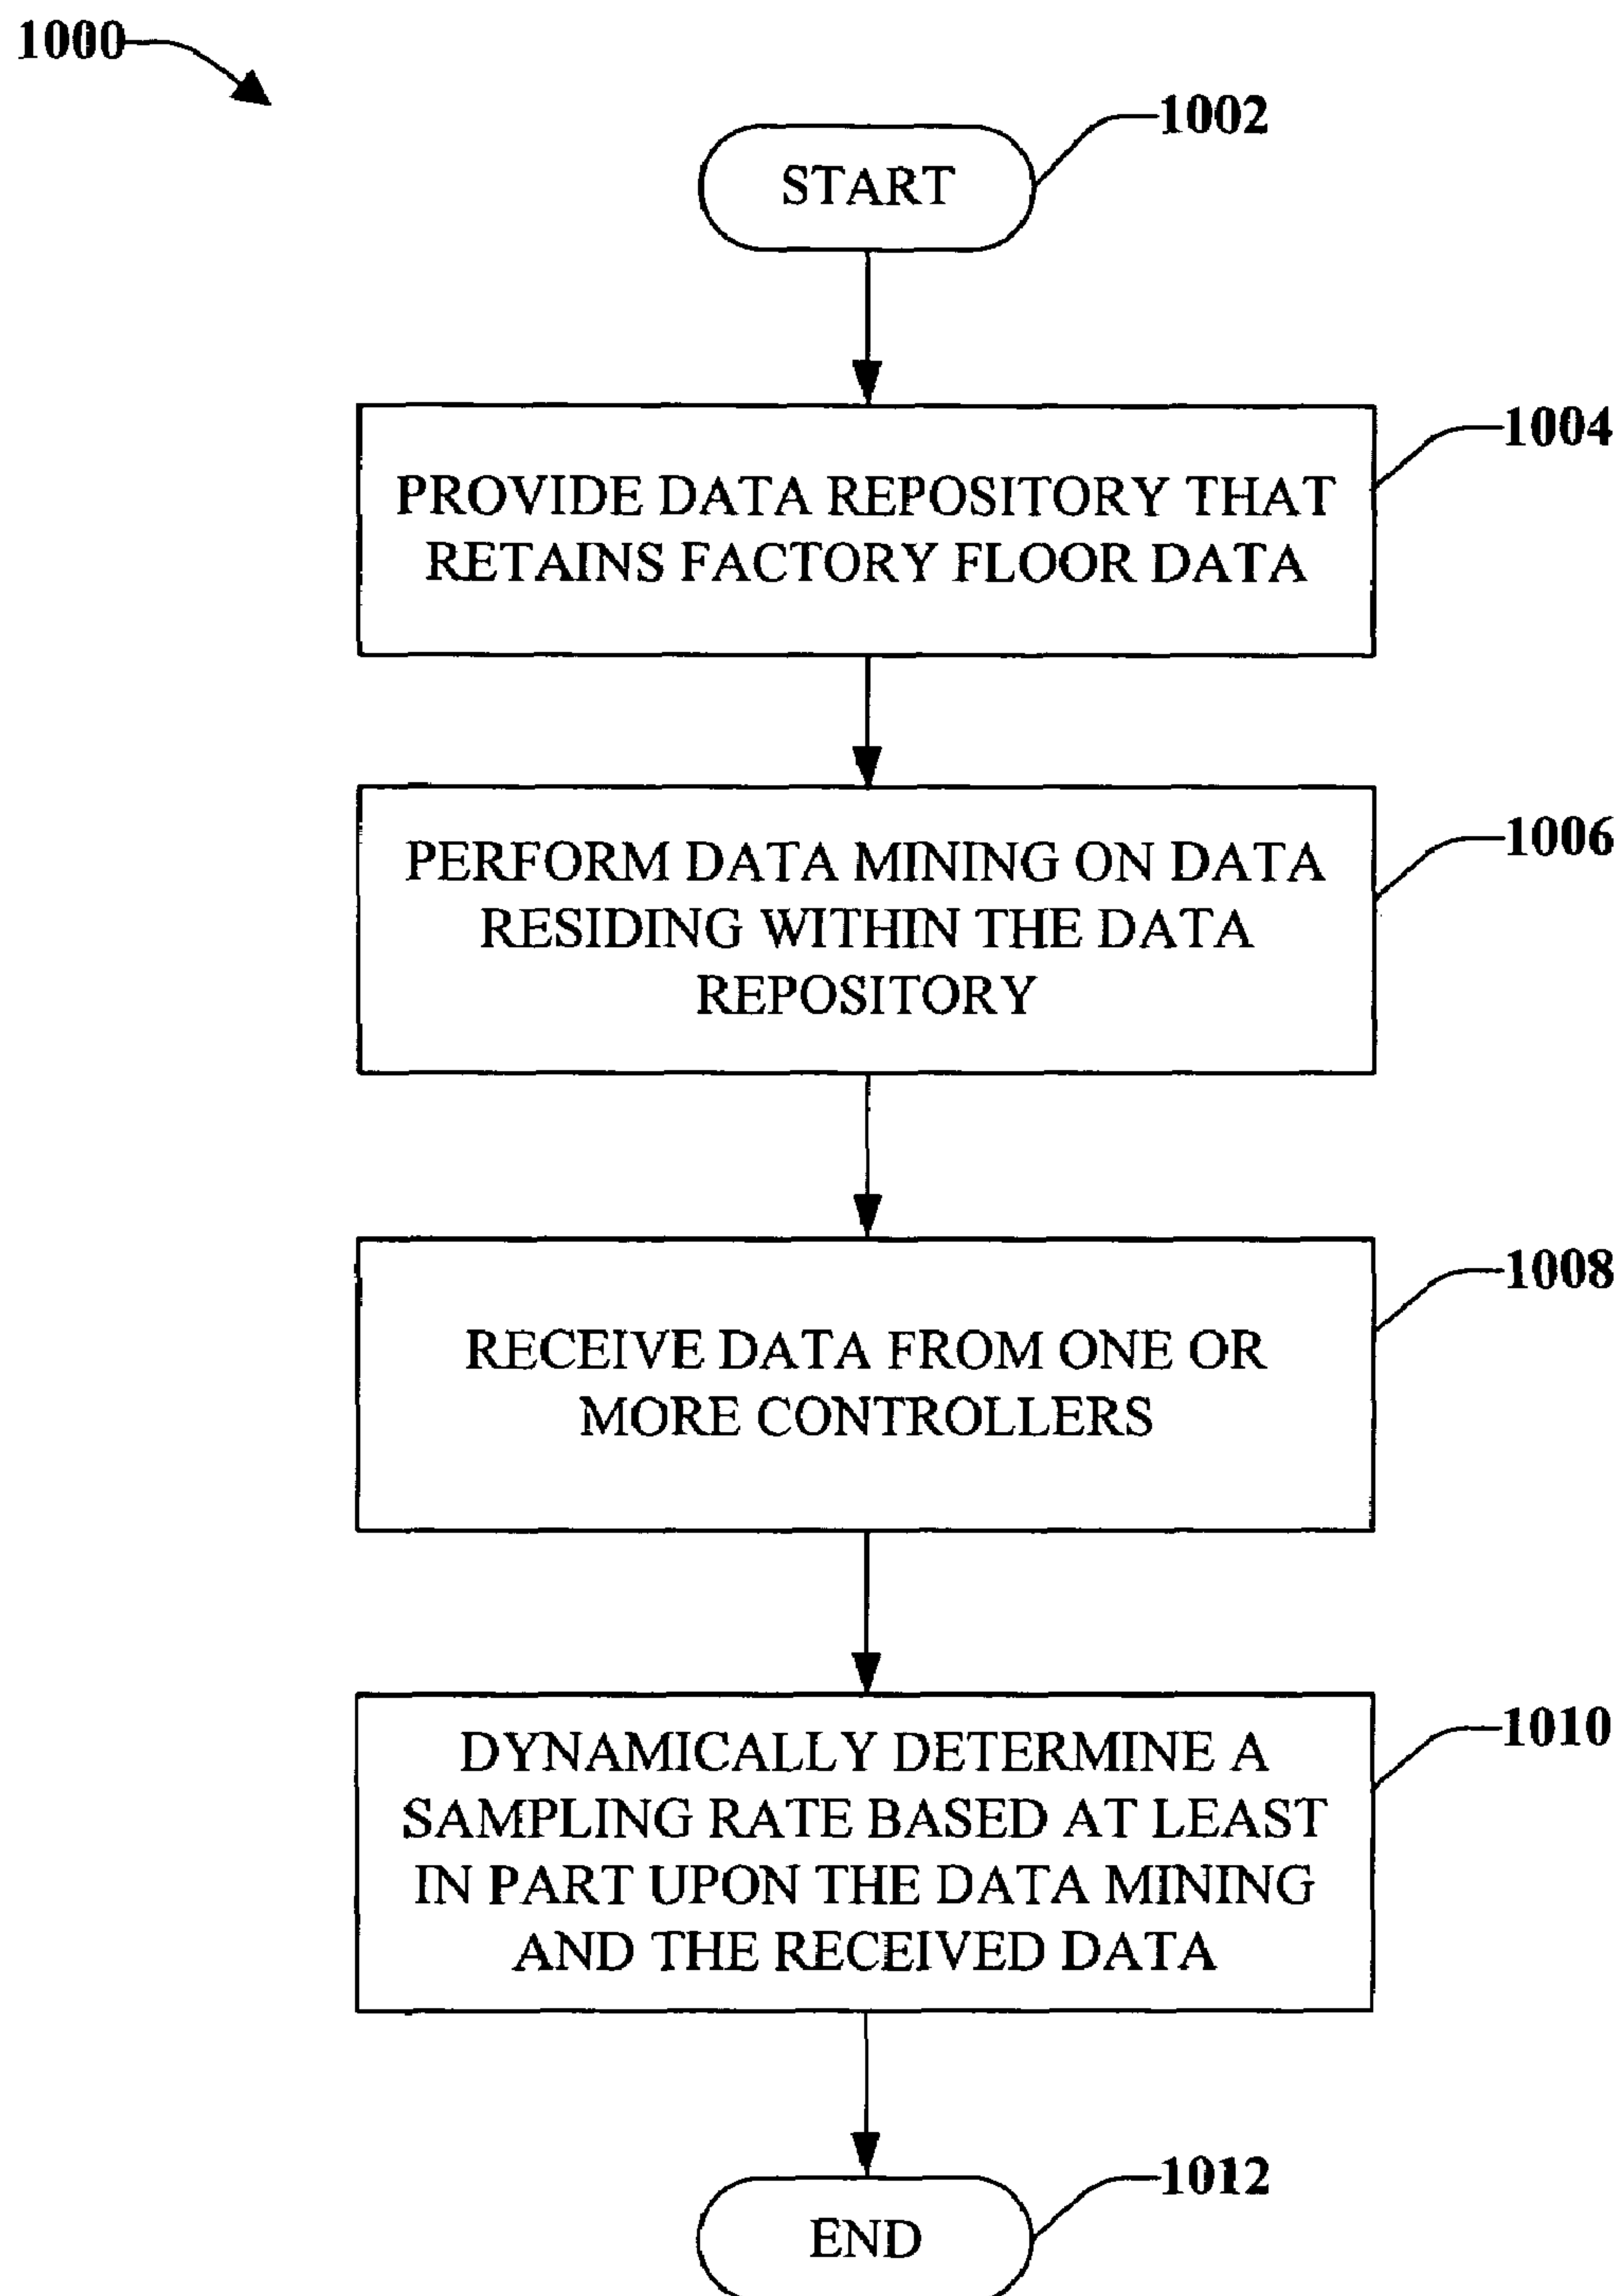 1000
1002
START
1004
PROVIDE DATA REPOSITORY THAT
RETAINS FACTORY FLOOR DATA
1006
PERFORM DATA MINING ON DATA
RESIDING WITHIN THE DATA
REPOSITORY
1008
RECEIVE DATA FROM ONE OR
MORE CONTROLLERS
1010
DYNAMICALLY DETERMINE A
SAMPLING RATE BASED AT LEAST
IN PART UPON THE DATA MINING
AND THE RECEIVED DATA
1012
END